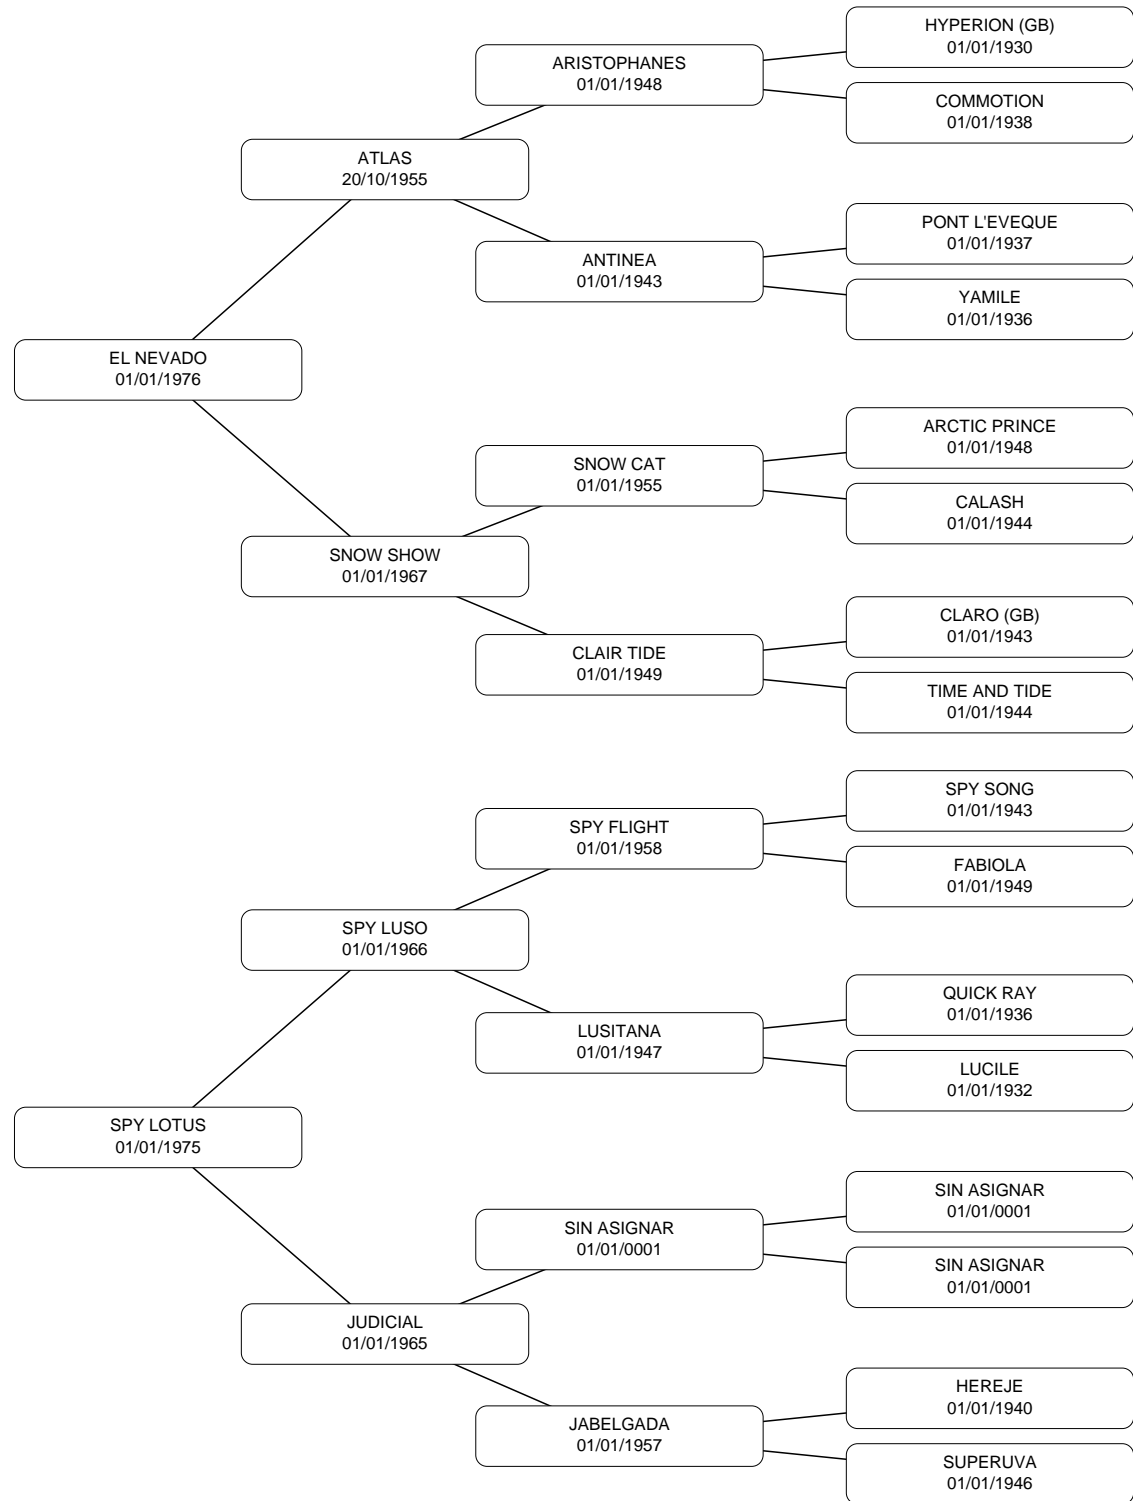 HYPERION (GB)
01/01/1930
ARISTOPHANES
01/01/1948
COMMOTION
01/01/1938
ATLAS
20/10/1955
PONT L'EVEQUE
01/01/1937
ANTINEA
01/01/1943
YAMILE
01/01/1936
EL NEVADO
01/01/1976
ARCTIC PRINCE
01/01/1948
SNOW CAT
01/01/1955
CALASH
01/01/1944
SNOW SHOW
01/01/1967
CLARO (GB)
01/01/1943
CLAIR TIDE
01/01/1949
TIME AND TIDE
01/01/1944
SPY SONG
01/01/1943
SPY FLIGHT
01/01/1958
FABIOLA
01/01/1949
SPY LUSO
01/01/1966
QUICK RAY
01/01/1936
LUSITANA
01/01/1947
LUCILE
01/01/1932
SPY LOTUS
01/01/1975
SIN ASIGNAR
01/01/0001
SIN ASIGNAR
01/01/0001
SIN ASIGNAR
01/01/0001
JUDICIAL
01/01/1965
HEREJE
01/01/1940
JABELGADA
01/01/1957
SUPERUVA
01/01/1946